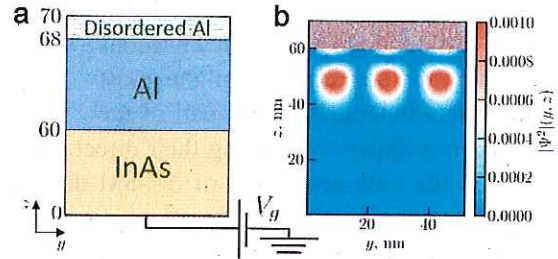 a
70
68
60
0
Disordered Al
Al
InAs
z
y
V_g
b
60
40
20
z, nm
20
40
y, nm
0.0010
0.0008
0.0006
0.0004
0.0002
0.0000
|Ψ²|(y, z)